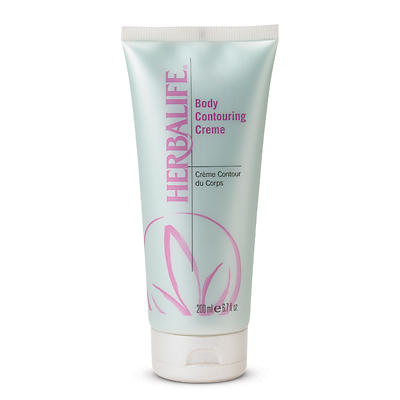 HERBALIFE®
Body
Contouring
Creme
Crème Contour
du Corps
200 ml e 6.7 fl oz